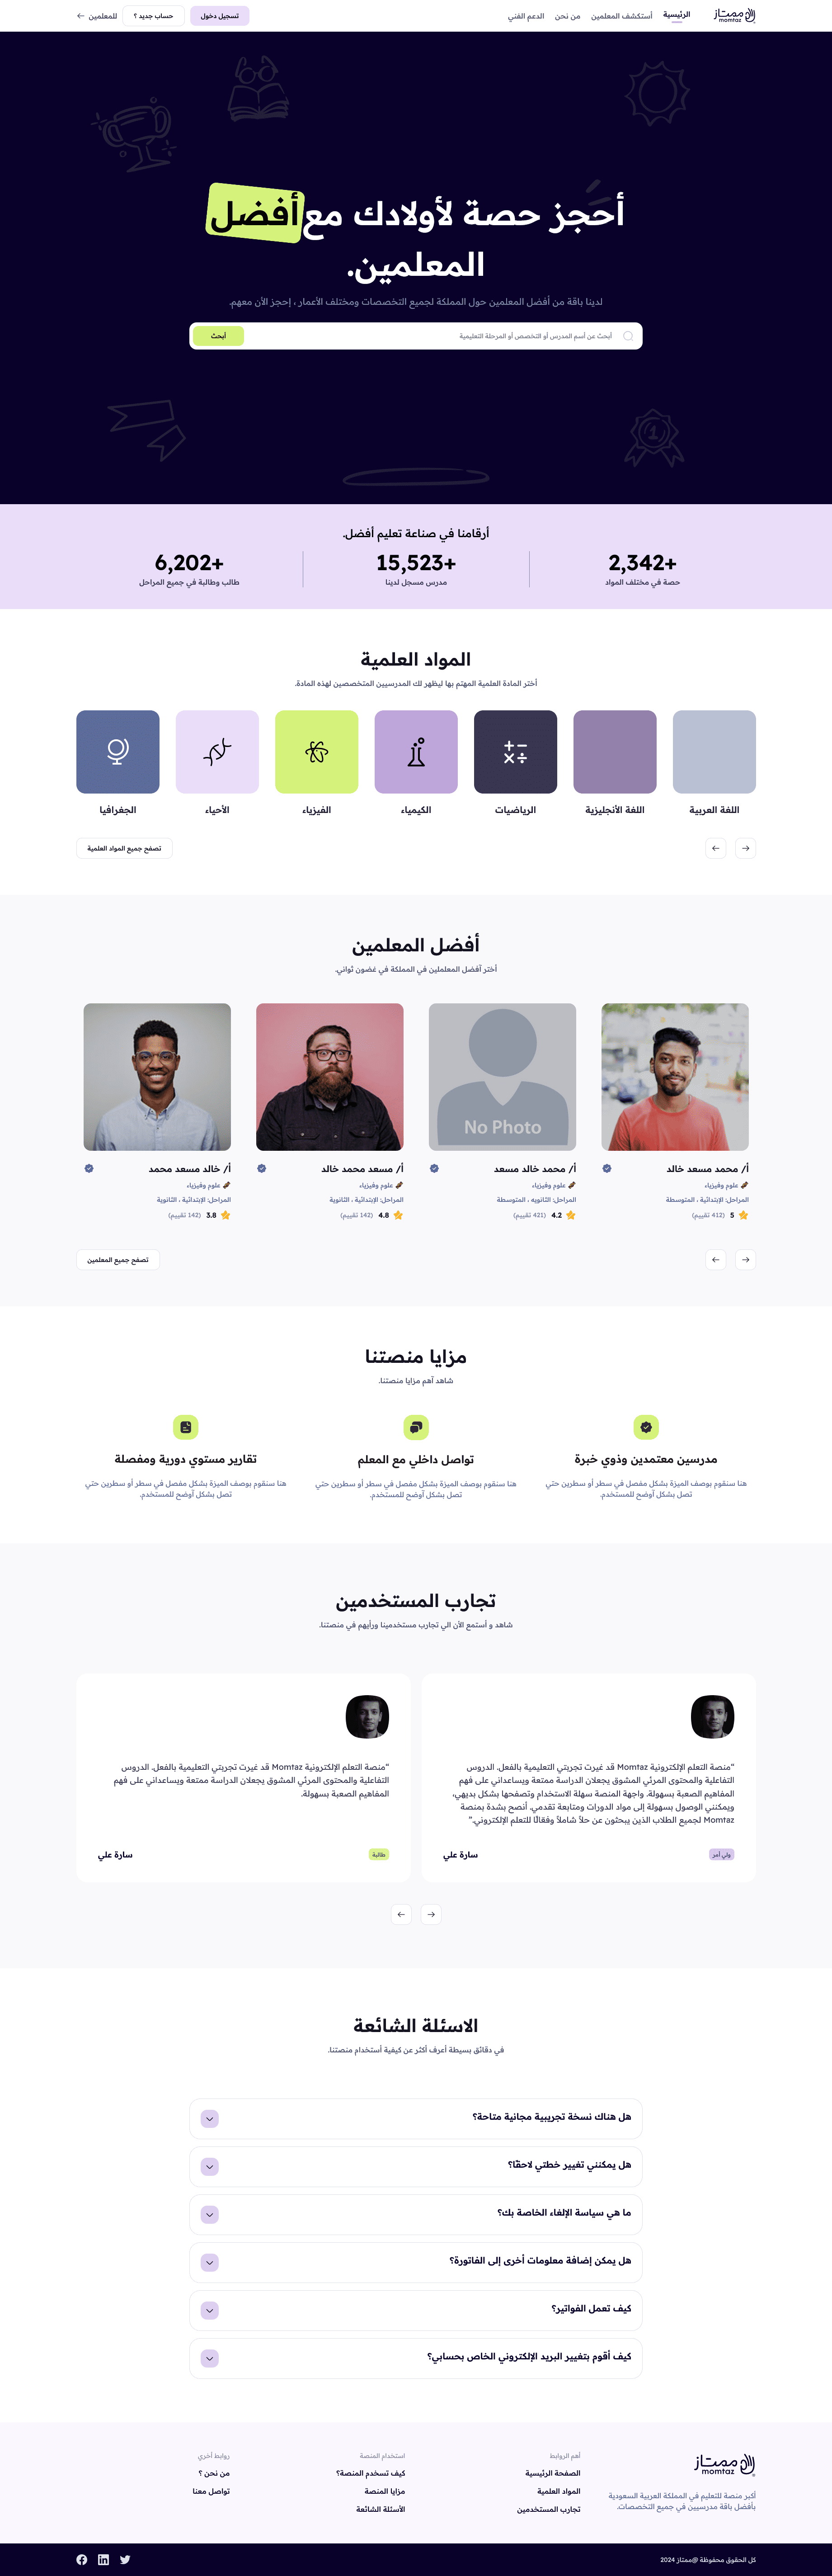 ممتاز
momtaz
الرئيسية
أستكشف المعلمين
من نحن
الدعم الفني
تسجيل دخول
حساب جديد ؟
للمعلمين
أحجز حصة لأولادك مع أفضل
المعلمين.
لدينا باقة من أفضل المعلمين حول المملكة لجميع التخصصات ومختلف الأعمار ، إحجز الأن معهم.
أبحث عن أسم المدرس أو التخصص أو المرحلة التعليمية
أبحث
أرقامنا في صناعة تعليم أفضل.
2,342+
حصة في مختلف المواد
15,523+
مدرس مسجل لدينا
6,202+
طالب وطالبة في جميع المراحل
المواد العلمية
أختر المادة العلمية المهتم بها ليظهر لك المدرسيين المتخصصين لهذه المادة.
اللغة العربية
اللغة الأنجليزية
الرياضيات
الكيمياء
الفيزياء
الأحياء
الجغرافيا
تصفح جميع المواد العلمية
أفضل المعلمين
أختر أفضل المعلملين في المملكة في غضون ثواني.
No Photo
أ/ محمد مسعد خالد
علوم وفيزياء
المراحل: الإبتدائية ، المتوسطة
5 (412 تقييم)
أ/ محمد خالد مسعد
علوم وفيزياء
المراحل: الثانويه ، المتوسطة
4.2 (421 تقييم)
أ/ مسعد محمد خالد
علوم وفيزياء
المراحل: الإبتدائية ، الثانوية
4.8 (142 تقييم)
أ/ خالد مسعد محمد
علوم وفيزياء
المراحل: الإبتدائية ، الثانوية
3.8 (142 تقييم)
تصفح جميع المعلمين
مزايا منصتنا
شاهد أهم مزايا منصتنا.
مدرسين معتمدين وذوي خبرة
هنا سنقوم بوصف الميزة بشكل مفصل في سطر أو سطرين حتي
تصل بشكل أوضح للمستخدم.
تواصل داخلي مع المعلم
هنا سنقوم بوصف الميزة بشكل مفصل في سطر أو سطرين حتي
تصل بشكل أوضح للمستخدم.
تقارير مستوي دورية ومفصلة
هنا سنقوم بوصف الميزة بشكل مفصل في سطر أو سطرين حتي
تصل بشكل أوضح للمستخدم.
تجارب المستخدمين
شاهد و أستمع الأن الي تجارب مستخدمينا ورأيهم في منصتنا.
“منصة التعلم الإلكترونية Momtaz قد غيرت تجربتي التعليمية بالفعل. الدروس
التفاعلية والمحتوى المرئي المشوق يجعلان الدراسة ممتعة ويساعداني على فهم
المفاهيم الصعبة بسهولة. واجهة المنصة سهلة الاستخدام وتصفحها بشكل بديهي،
ويمكنني الوصول بسهولة إلى مواد الدورات ومتابعة تقدمي. أنصح بشدة بمنصة
Momtaz لجميع الطلاب الذين يبحثون عن حلاً شاملاً وفعّالًا للتعلم الإلكتروني.”
ولي أمر
سارة علي
“منصة التعلم الإلكترونية Momtaz قد غيرت تجربتي التعليمية بالفعل. الدروس
التفاعلية والمحتوى المرئي المشوق يجعلان الدراسة ممتعة ويساعداني على فهم
المفاهيم الصعبة بسهولة.
طالبة
سارة علي
الاسئلة الشائعة
في دقائق بسيطة أعرف أكثر عن كيفية أستخدام منصتنا.
هل هناك نسخة تجريبية مجانية متاحة؟
هل يمكنني تغيير خطتي لاحقًا؟
ما هي سياسة الإلغاء الخاصة بك؟
هل يمكن إضافة معلومات أخرى إلى الفاتورة؟
كيف تعمل الفواتير؟
كيف أقوم بتغيير البريد الإلكتروني الخاص بحسابي؟
ممتاز
momtaz
أكبر منصة للتعليم في المملكة العربية السعودية
بأفضل باقة مدرسيين في جميع التخصصات.
أهم الروابط
الصفحة الرئيسية
المواد العلمية
تجارب المستخدمين
استخدام المنصة
كيف تسخدم المنصة؟
مزايا المنصة
الأسئلة الشائعة
روابط أخري
من نحن ؟
تواصل معنا
كل الحقوق محفوظة @ممتاز 2024